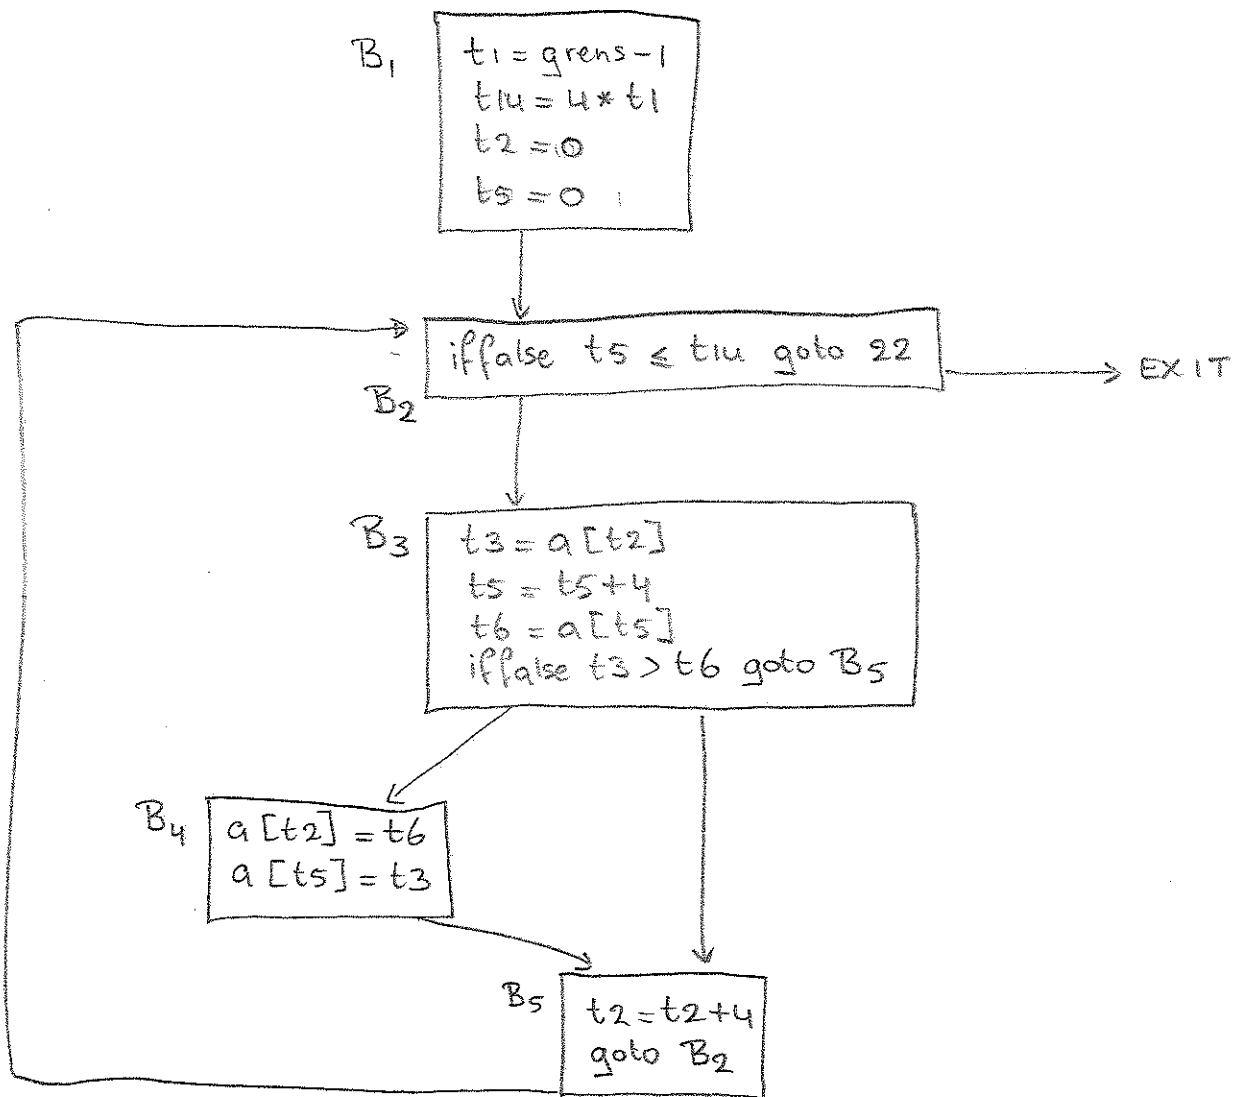 B1
t1 = grens-1
t14 = 4* t1
t2 = 0
t5 = 0
iffalse t5 ≤ t14 goto 22
EXIT
B2
B3
t3 = a[t2]
t5 = t5+4
t6 = a[t5]
iffalse t3 > t6 goto B5
B4
a[t2] = t6
a[t5] = t3
B5
t2 = t2+4
goto B2